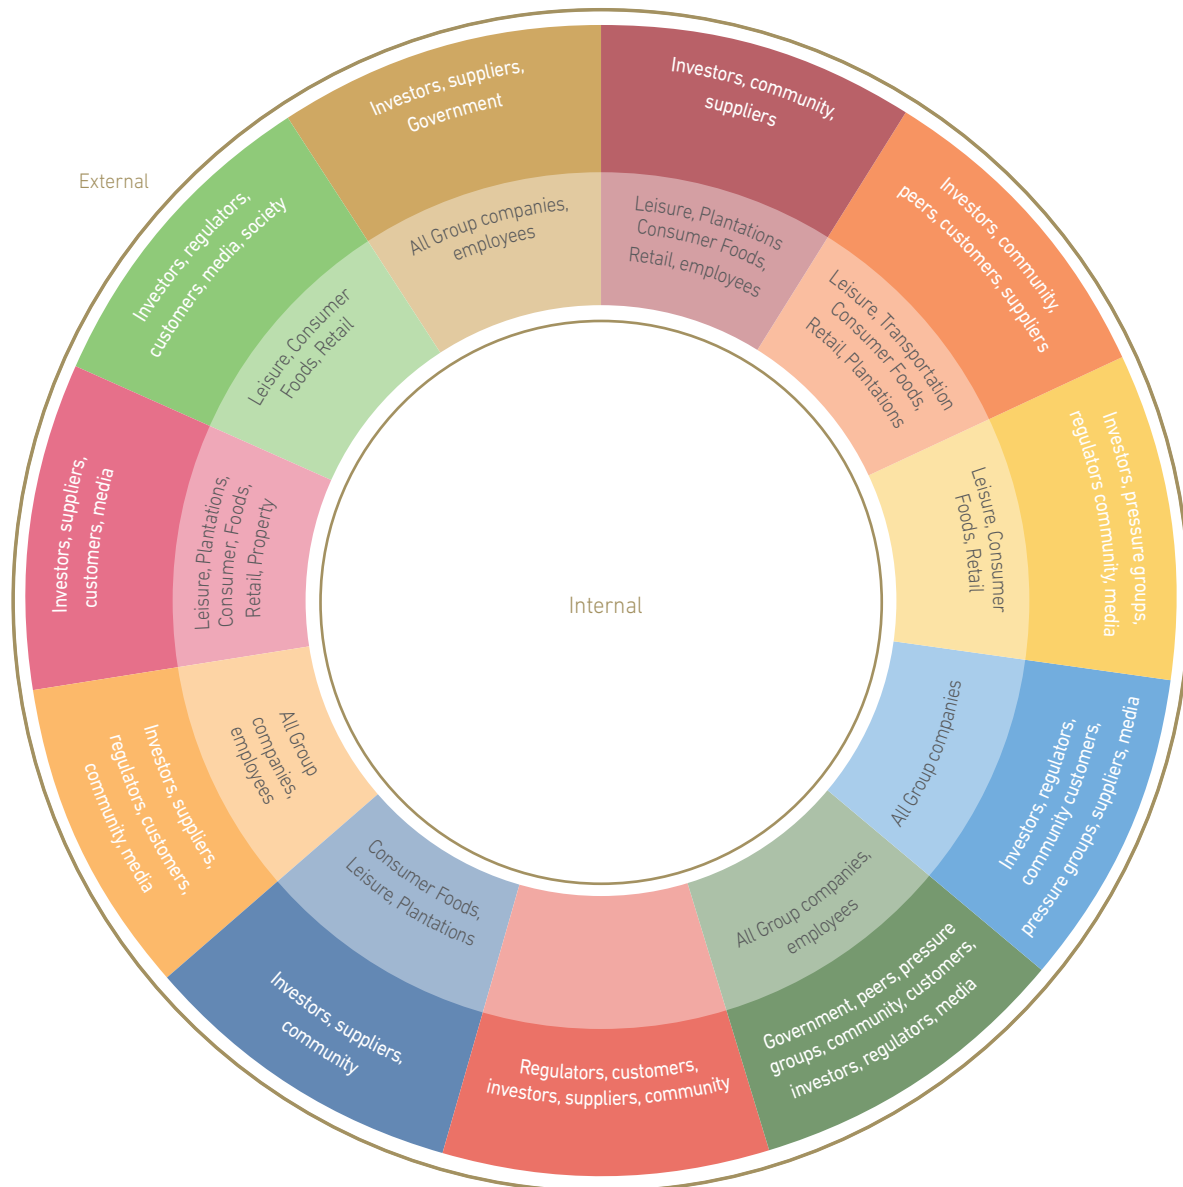 External
Investors, community,
suppliers
Leisure, Plantations
Consumer Foods,
Retail, employees
Investors, community,
peers, customers, suppliers
Leisure, Transportation
Consumer Foods,
Retail, Plantations
Investors, pressure groups,
regulators community, media
Leisure, Consumer
Foods, Retail
Investors, regulators,
community customers,
pressure groups, suppliers, media
All Group companies
Government, peers, pressure
groups, community, customers,
investors, regulators, media
All Group companies,
employees
Regulators, customers,
investors, suppliers, community
Investors, suppliers,
community
Consumer Foods,
Leisure, Plantations
Investors, suppliers,
regulators, customers,
community, media
All Group
companies,
employees
Investors, suppliers,
customers, media
Leisure, Plantations,
Consumer, Foods,
Retail, Property
Investors, regulators,
customers, media, society
Leisure, Consumer
Foods, Retail
Investors, suppliers,
Government
All Group companies,
employees
Internal